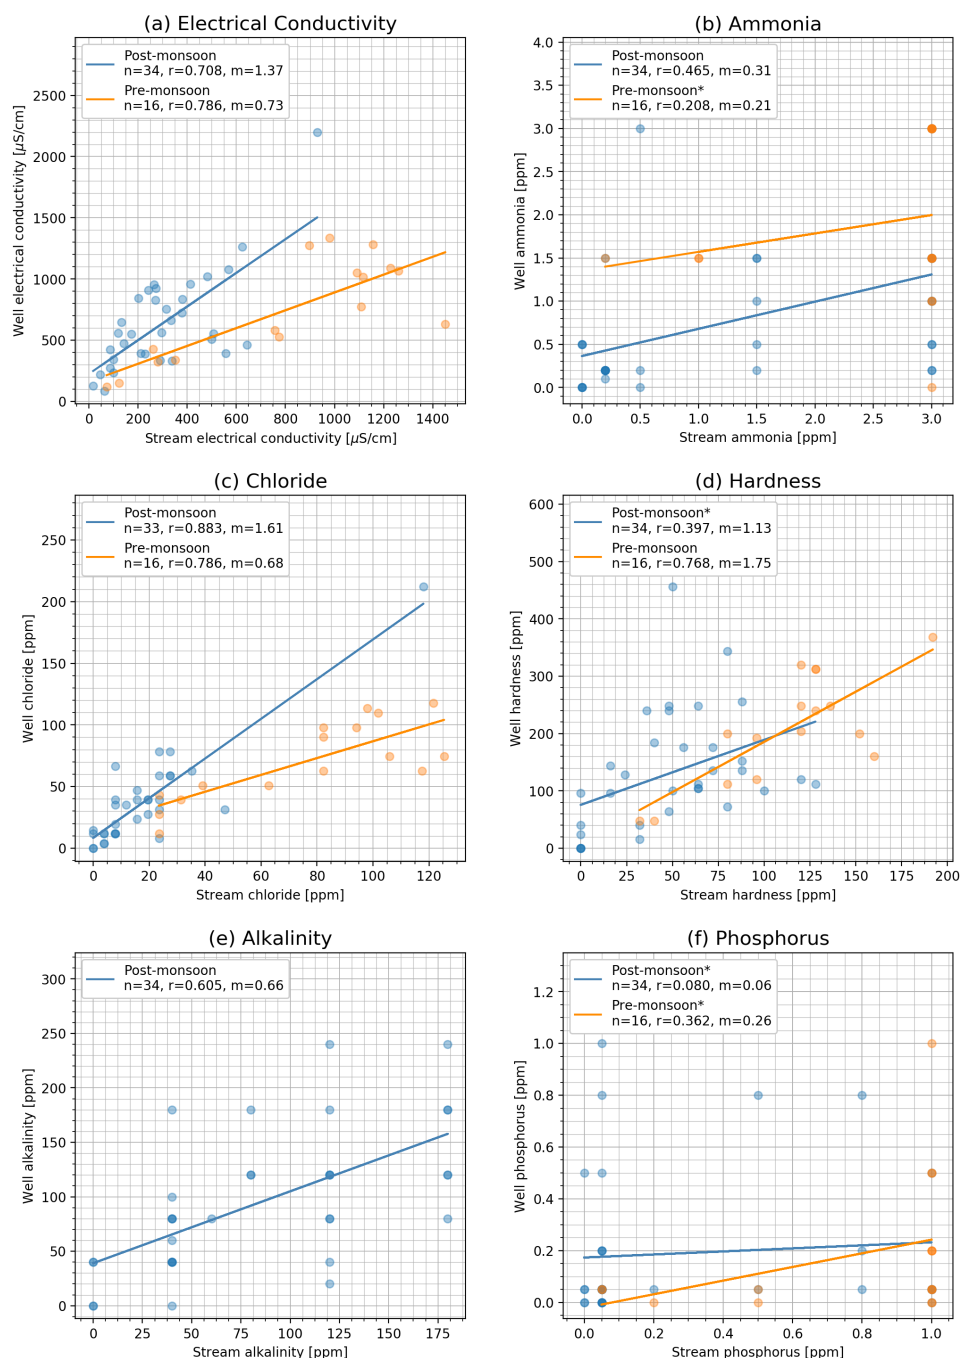 (a) Electrical Conductivity
Post-monsoon
n=34, r=0.708, m=1.37
Pre-monsoon
n=16, r=0.786, m=0.73
Well electrical conductivity [μS/cm]
2500
2000
1500
1000
500
0
0 200 400 600 800 1000 1200 1400
Stream electrical conductivity [μS/cm]
(b) Ammonia
Post-monsoon
n=34, r=0.465, m=0.31
Pre-monsoon*
n=16, r=0.208, m=0.21
Well ammonia [ppm]
4.0
3.5
3.0
2.5
2.0
1.5
1.0
0.5
0.0
0.0 0.5 1.0 1.5 2.0 2.5 3.0
Stream ammonia [ppm]
(c) Chloride
Post-monsoon
n=33, r=0.883, m=1.61
Pre-monsoon
n=16, r=0.786, m=0.68
Well chloride [ppm]
250
200
150
100
50
0
0 20 40 60 80 100 120
Stream chloride [ppm]
(d) Hardness
Post-monsoon*
n=34, r=0.397, m=1.13
Pre-monsoon
n=16, r=0.768, m=1.75
Well hardness [ppm]
600
500
400
300
200
100
0
0 25 50 75 100 125 150 175 200
Stream hardness [ppm]
(e) Alkalinity
Post-monsoon
n=34, r=0.605, m=0.66
Well alkalinity [ppm]
300
250
200
150
100
50
0
0 25 50 75 100 125 150 175
Stream alkalinity [ppm]
(f) Phosphorus
Post-monsoon*
n=34, r=0.080, m=0.06
Pre-monsoon*
n=16, r=0.362, m=0.26
Well phosphorus [ppm]
1.2
1.0
0.8
0.6
0.4
0.2
0.0
0.0 0.2 0.4 0.6 0.8 1.0
Stream phosphorus [ppm]